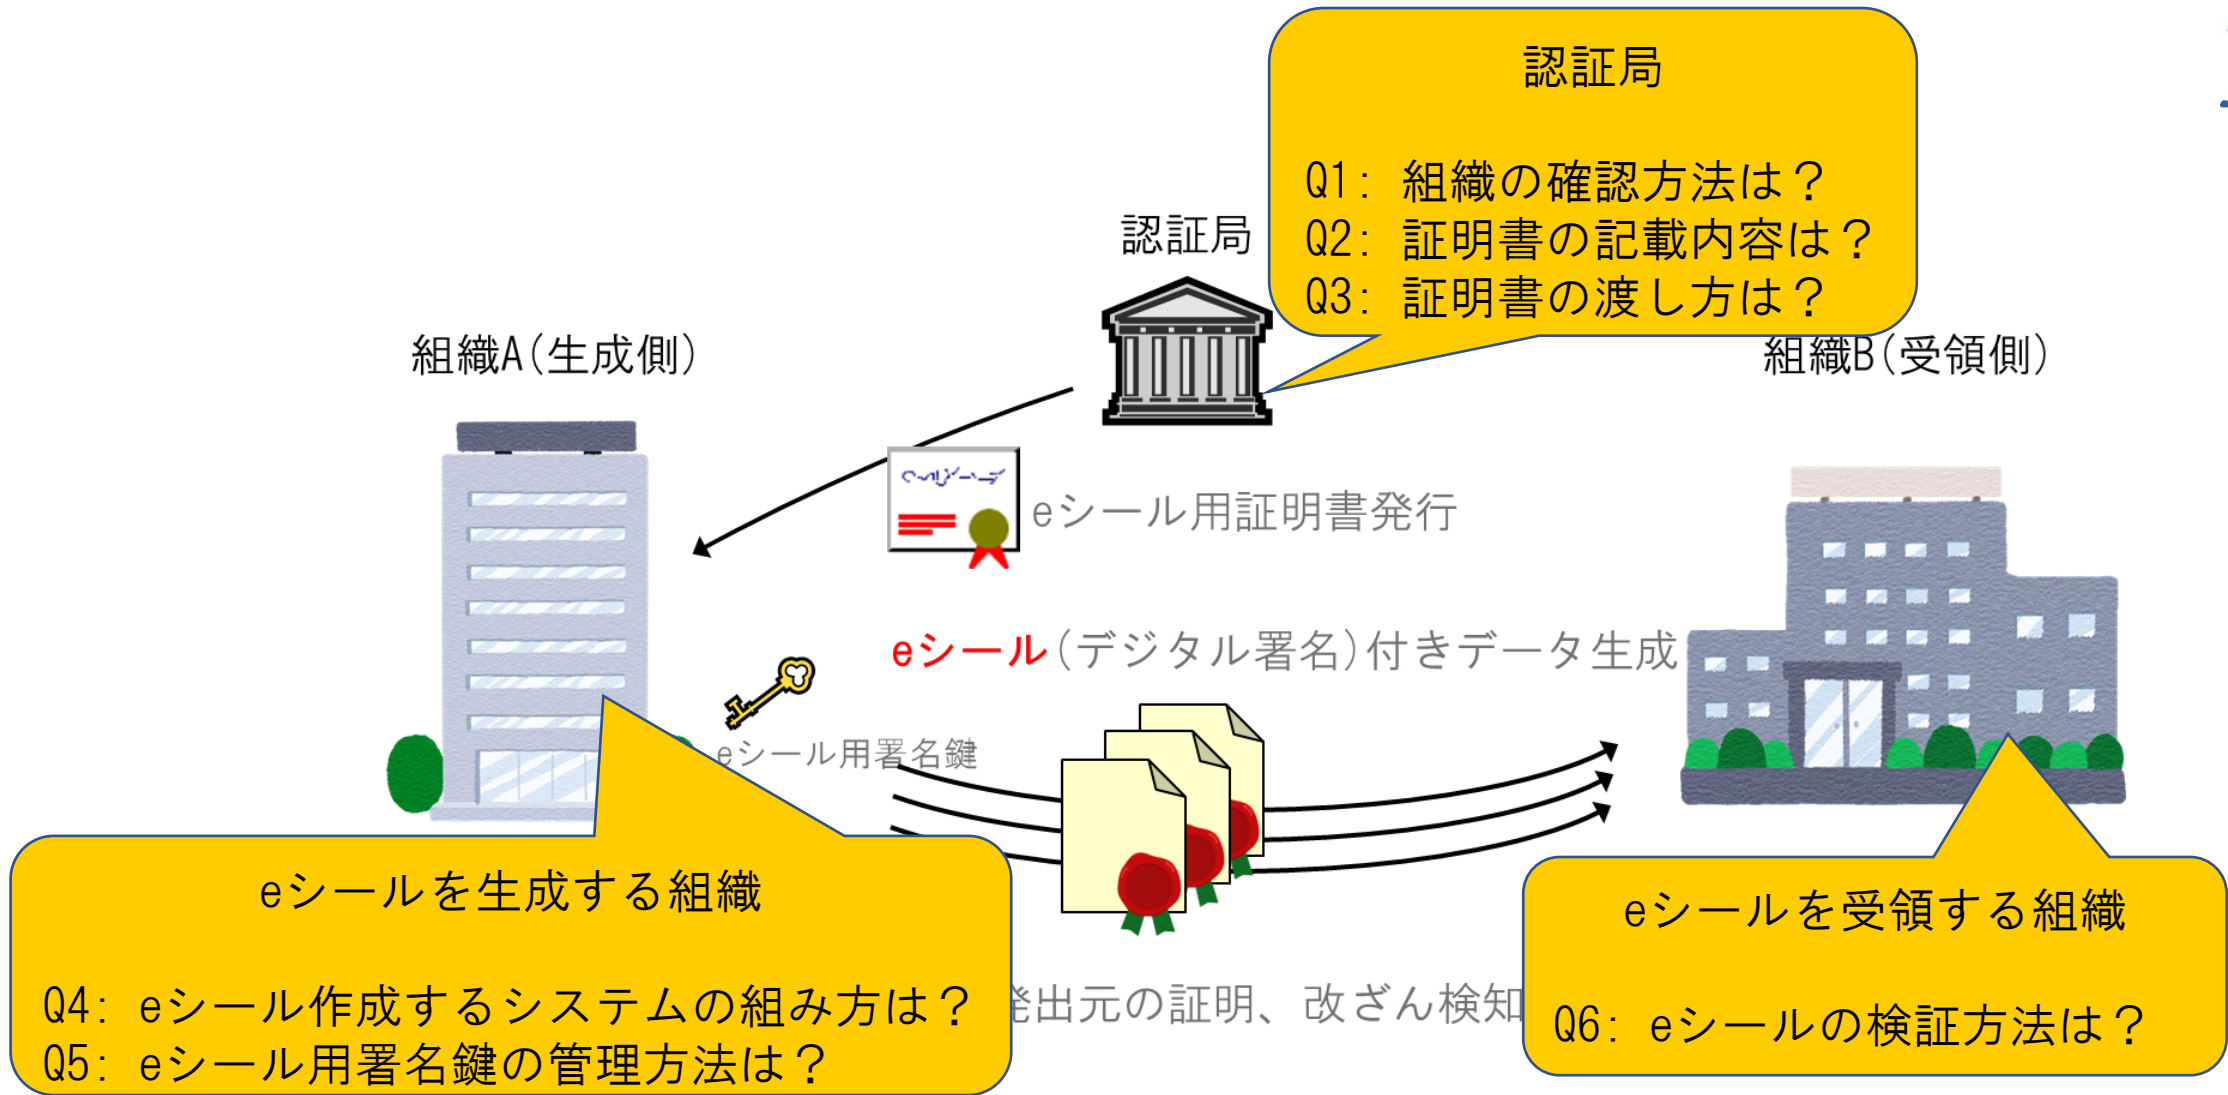 認証局
Q1: 組織の確認方法は？
Q2: 証明書の記載内容は？
Q3: 証明書の渡し方は？
認証局
組織A(生成側)
組織B(受領側)
eシール用証明書発行
eシール(デジタル署名)付きデータ生成
eシール用署名鍵
eシールを生成する組織
Q4: eシール作成するシステムの組み方は？
Q5: eシール用署名鍵の管理方法は？
発出元の証明、改ざん検知
eシールを受領する組織
Q6: eシールの検証方法は？